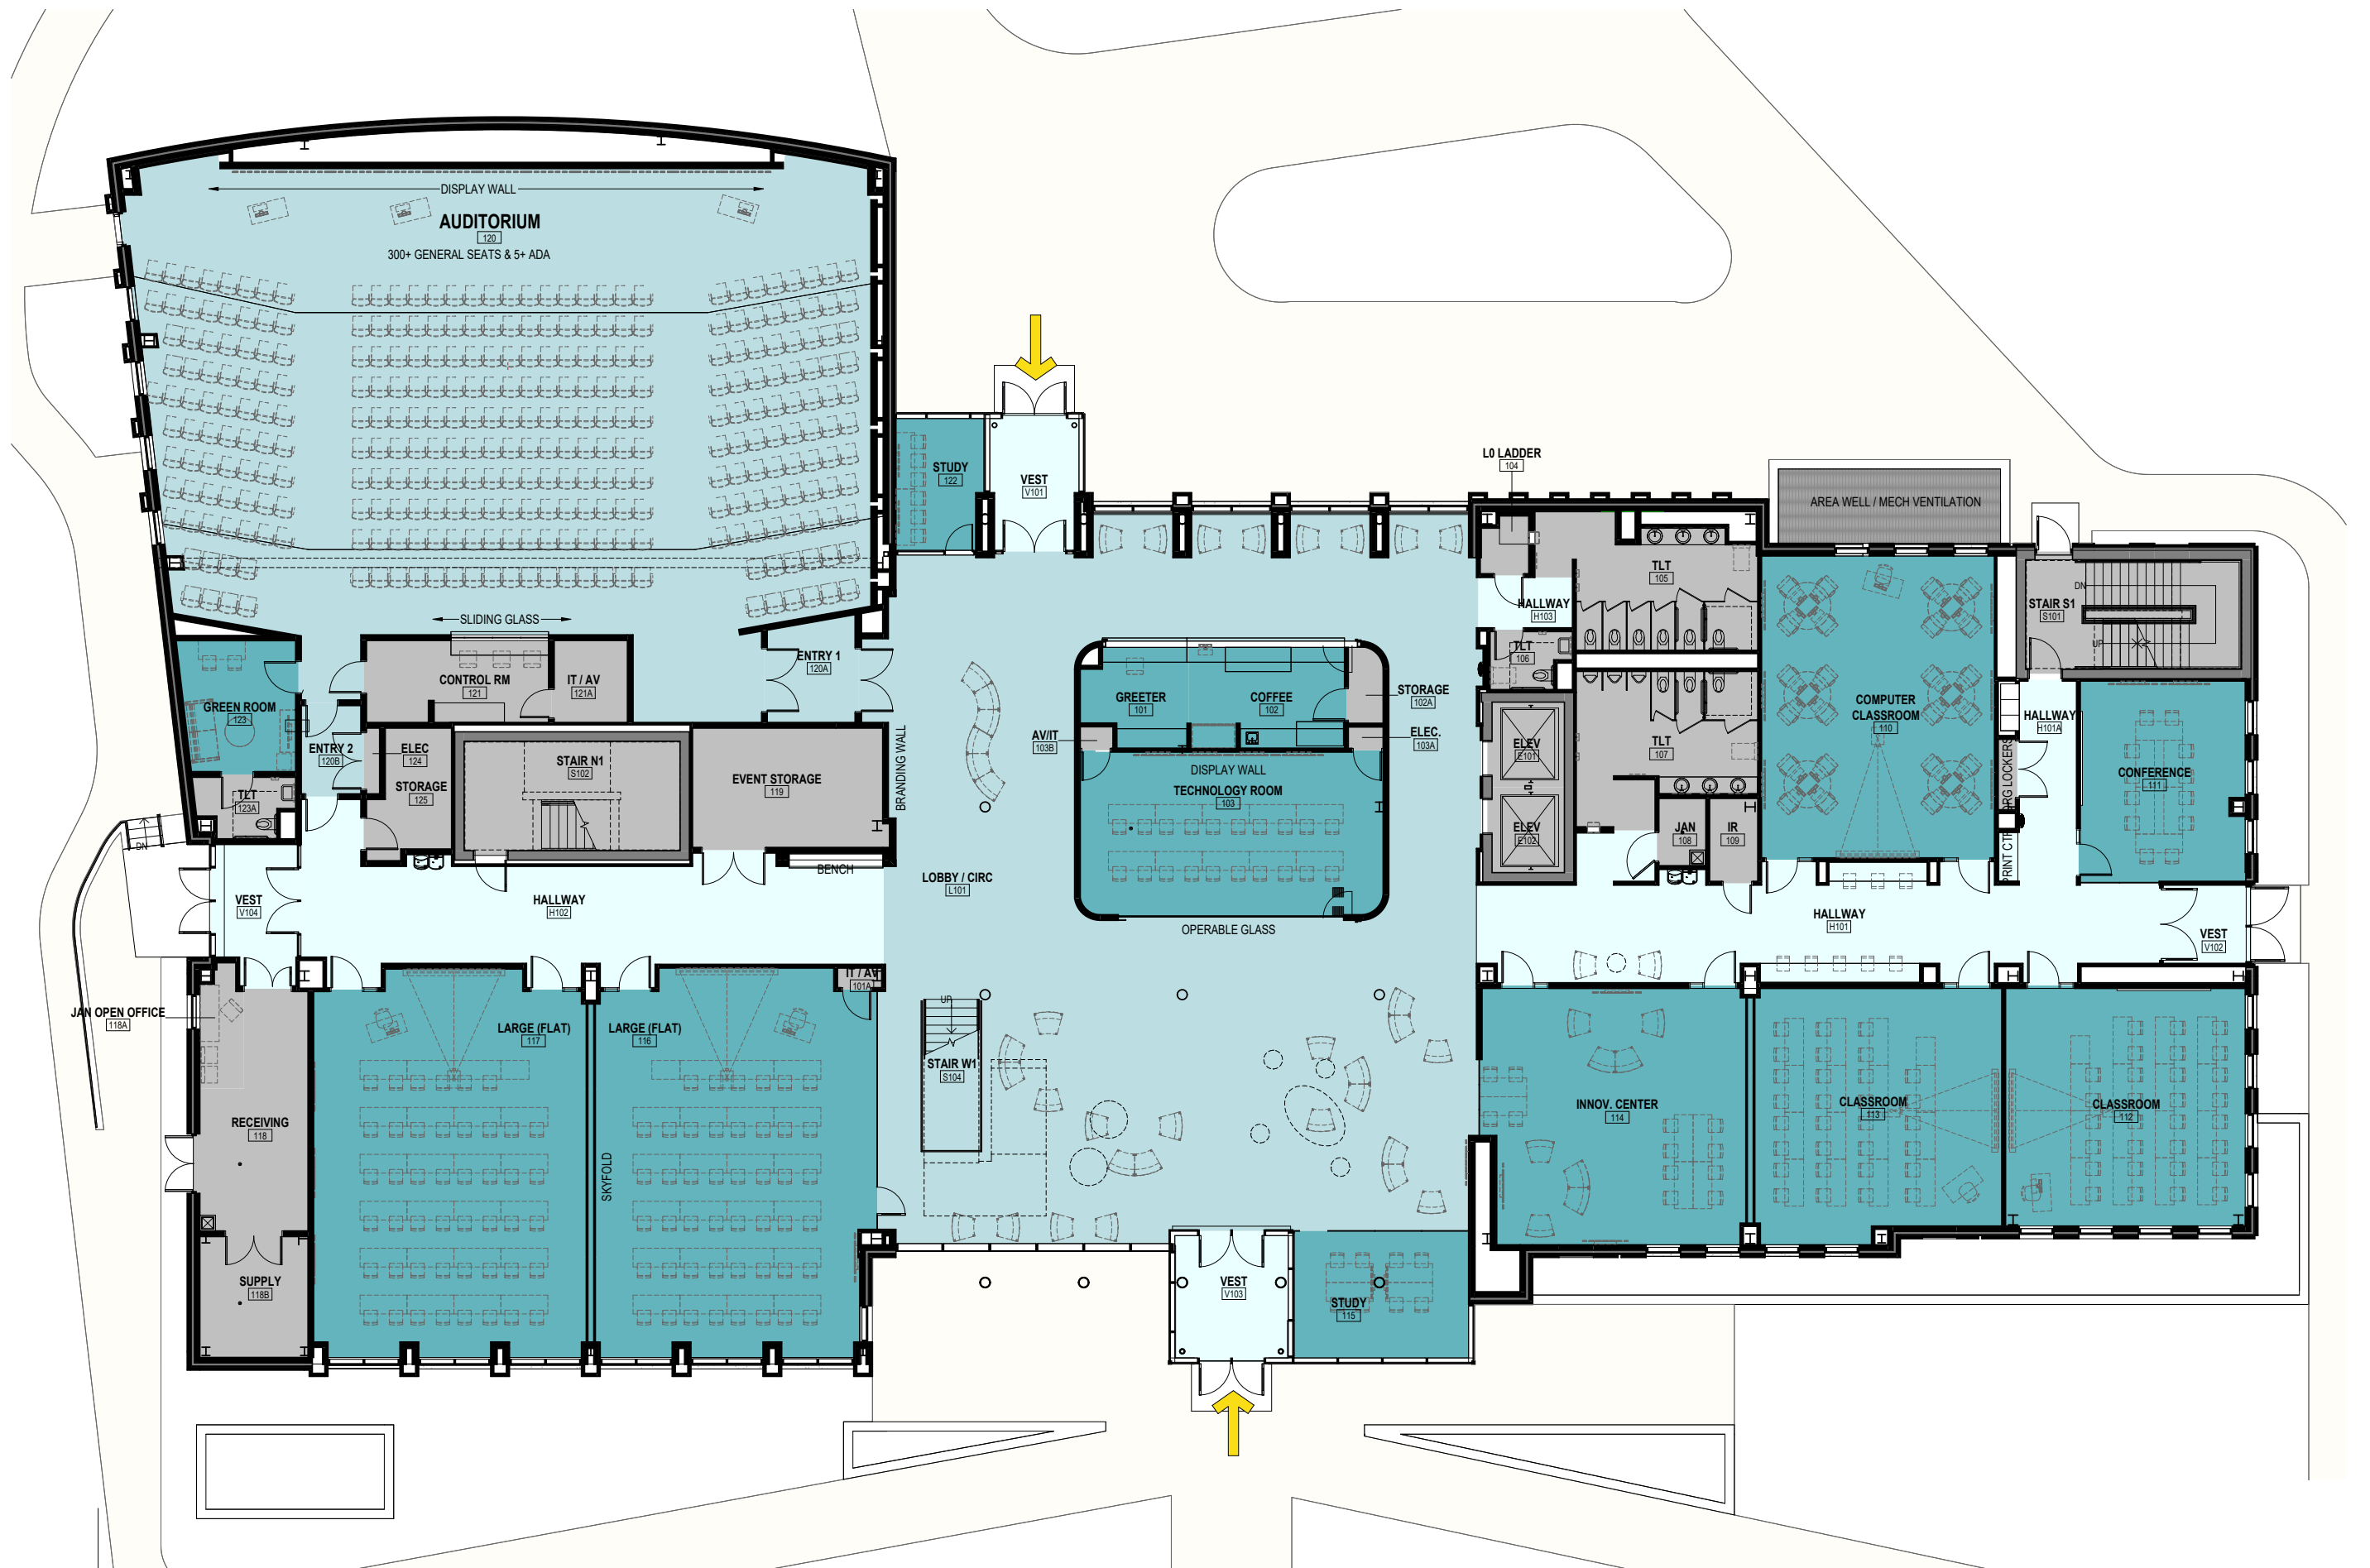 DISPLAY WALL
AUDITORIUM
120
300+ GENERAL SEATS & 5+ ADA
SLIDING GLASS
STUDY
122
VEST
V101
L0 LADDER
104
AREA WELL / MECH VENTILATION
TLT
105
HALLWAY
H103
TLT
106
STAIR S1
S101
DN
UP
ENTRY 1
120A
CONTROL RM
121
IT / AV
121A
GREEN ROOM
123
GREETER
101
COFFEE
102
STORAGE
102A
COMPUTER
CLASSROOM
110
HALLWAY
H101A
AV/IT
103B
ELEC.
103A
ENTRY 2
120B
ELEC
124
STORAGE
125
STAIR N1
S102
EVENT STORAGE
119
BRANDING WALL
DISPLAY WALL
TECHNOLOGY ROOM
103
ELEV
E101
TLT
107
ORG LOCKERS
CONFERENCE
111
TLT
123A
ELEV
E102
JAN
108
IR
109
PRINT CTR
DN
BENCH
LOBBY / CIRC
L101
VEST
V104
HALLWAY
H102
OPERABLE GLASS
HALLWAY
H101
VEST
V102
IT / AV
101A
JAN OPEN OFFICE
118A
LARGE (FLAT)
117
LARGE (FLAT)
116
UP
STAIR W1
S104
RECEIVING
118
SKYFOLD
INNOV. CENTER
114
CLASSROOM
113
CLASSROOM
112
SUPPLY
118B
VEST
V103
STUDY
115